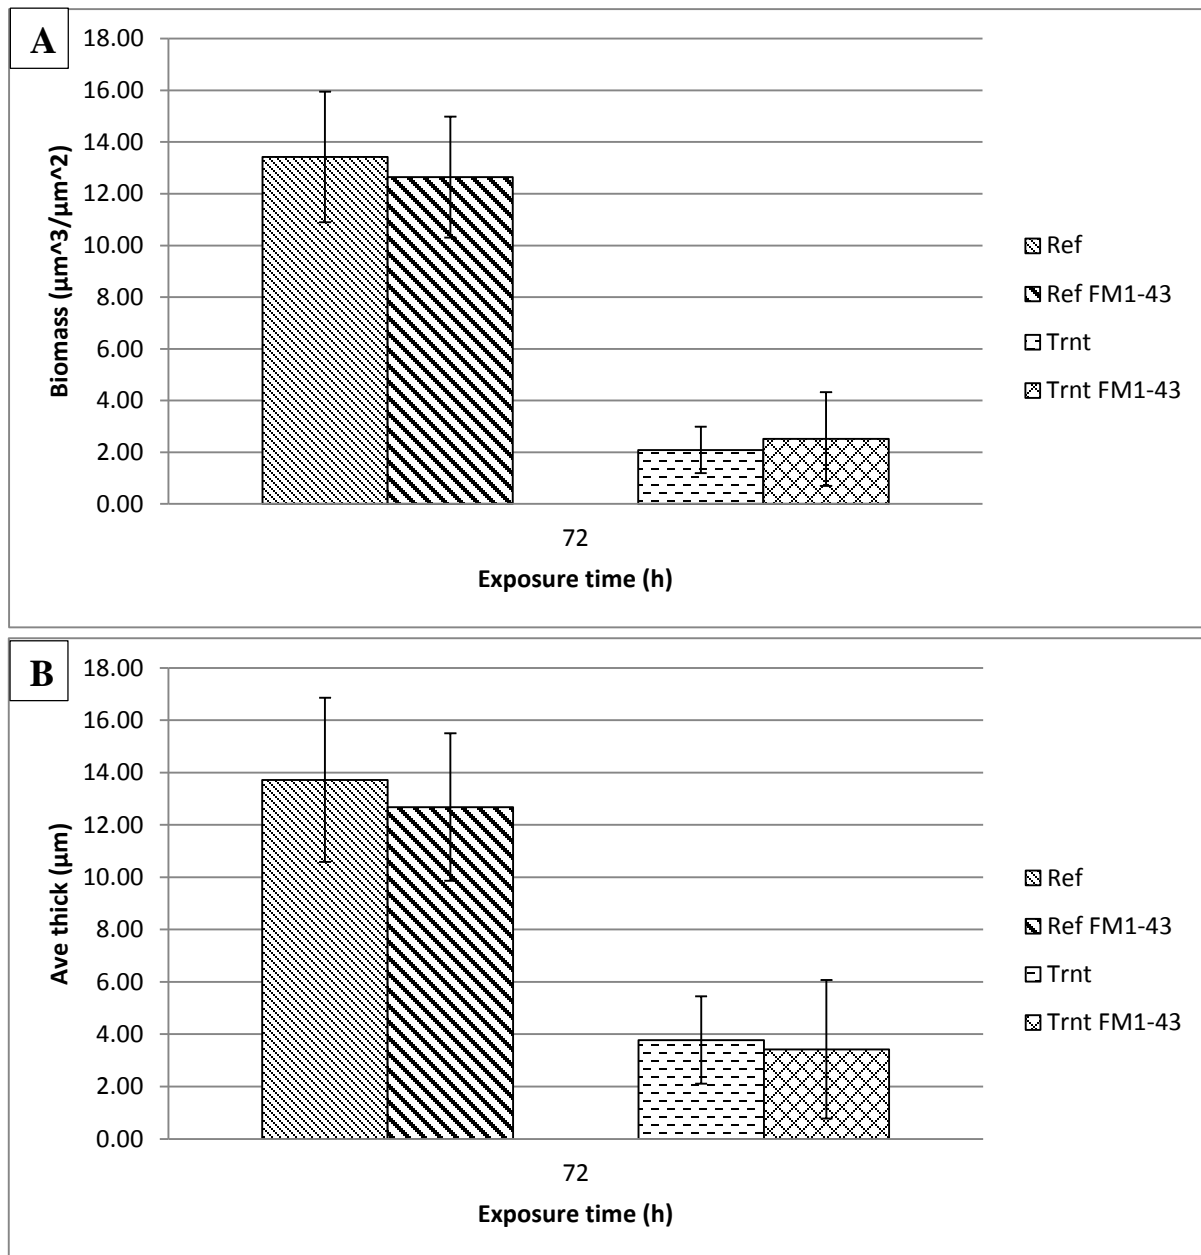 A
18.00
16.00
14.00
12.00
10.00
8.00
6.00
4.00
2.00
0.00
Biomass (µm^3/µm^2)
72
Exposure time (h)
Ref
Ref FM1-43
Trnt
Trnt FM1-43
B
18.00
16.00
14.00
12.00
10.00
8.00
6.00
4.00
2.00
0.00
Ave thick (µm)
72
Exposure time (h)
Ref
Ref FM1-43
Trnt
Trnt FM1-43